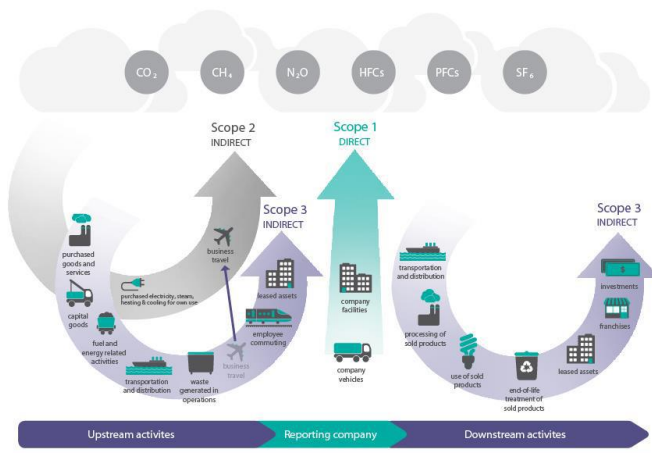 CO₂
CH₄
N₂O
HFCs
PFCs
SF₆
Scope 2
INDIRECT
Scope 1
DIRECT
Scope 3
INDIRECT
Scope 3
INDIRECT
purchased
goods and
services
capital
goods
fuel and
energy related
activities
transportation
and distribution
waste
generated in
operations
business
travel
business
travel
purchased electricity, steam,
heating & cooling for own use
employee
commuting
leased assets
company
facilities
company
vehicles
transportation
and distribution
processing of
sold products
use of sold
products
end-of-life
treatment of
sold products
leased assets
franchises
investments
$
Upstream activites
Reporting company
Downstream activites